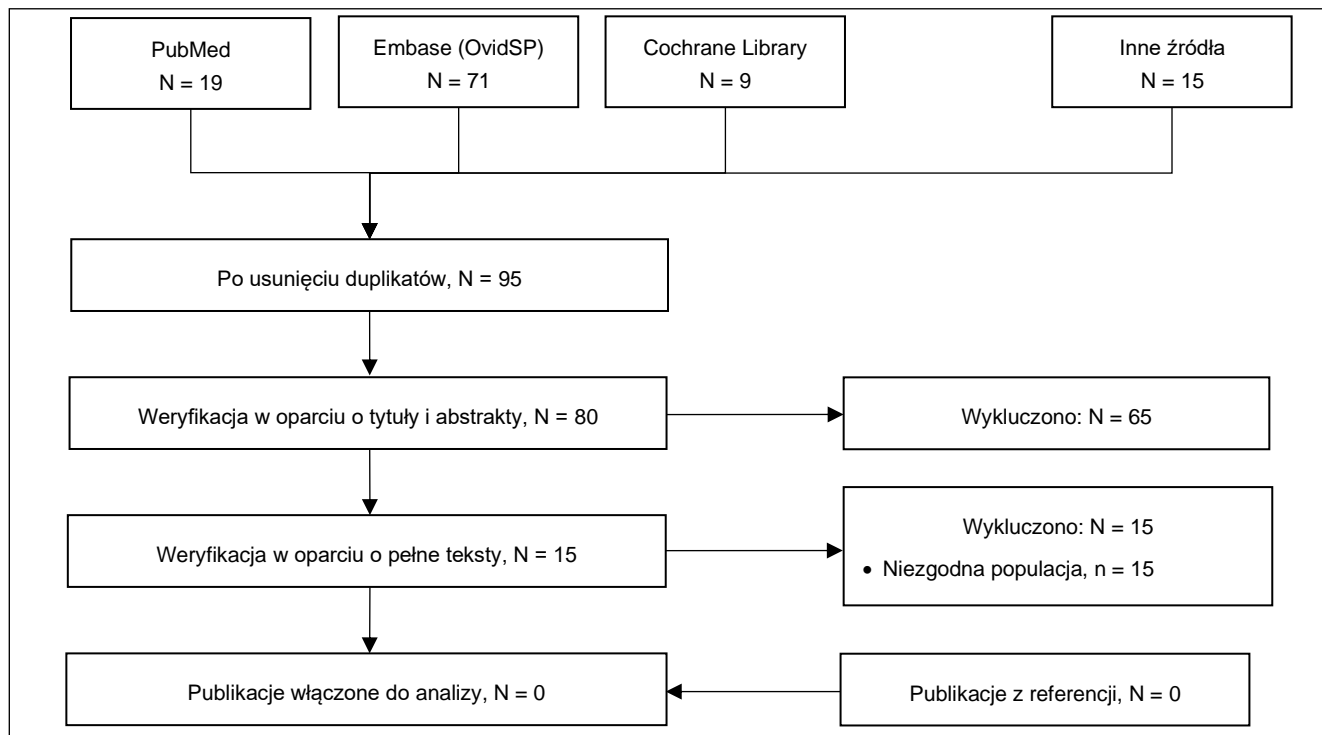 PubMed
N = 19
Embase (OvidSP)
N = 71
Cochrane Library
N = 9
Inne źródła
N = 15
Po usunięciu duplikatów, N = 95
Weryfikacja w oparciu o tytuły i abstrakty, N = 80
Wykluczono: N = 65
Weryfikacja w oparciu o pełne teksty, N = 15
Wykluczono: N = 15
• Niezgodna populacja, n = 15
Publikacje włączone do analizy, N = 0
Publikacje z referencji, N = 0